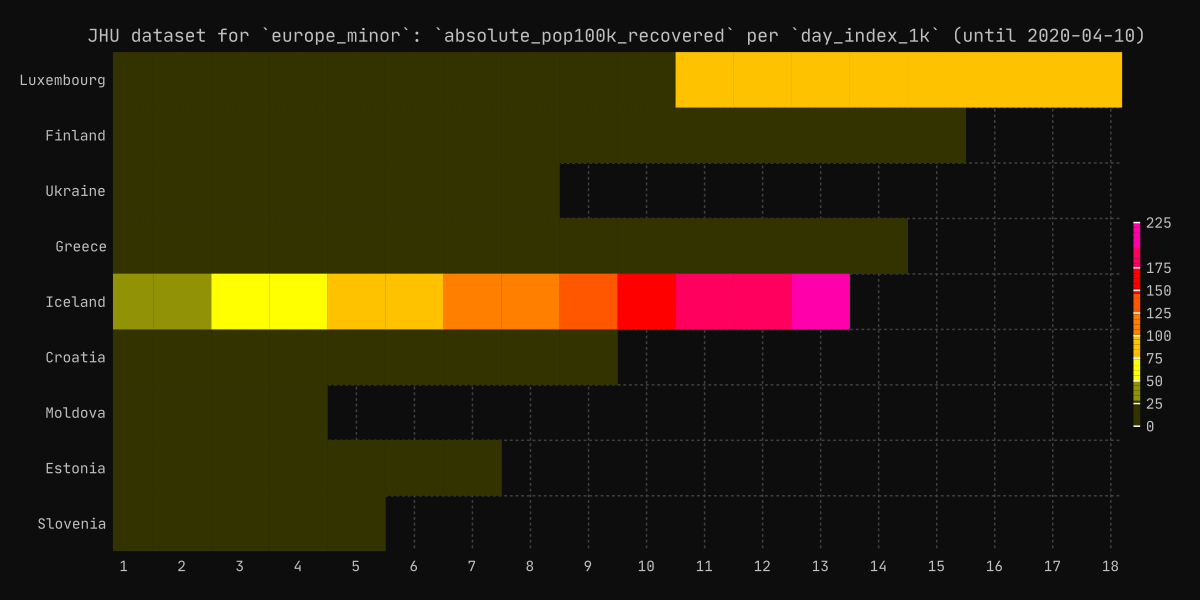 JHU dataset for `europe_minor`: `absolute_pop100k_recovered` per `day_index_1k` (until 2020-04-10)
Luxembourg
Finland
Ukraine
Greece
Iceland
Croatia
Moldova
Estonia
Slovenia
1 2 3 4 5 6 7 8 9 10 11 12 13 14 15 16 17 18
225
175
150
125
100
75
50
25
0